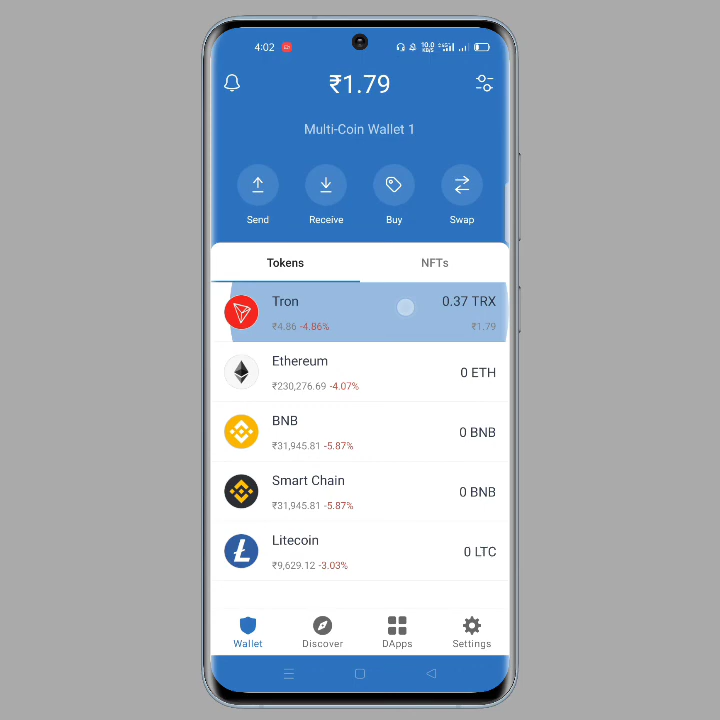 4:02
10.0 KB/S
₹1.79
Multi-Coin Wallet 1
Send Receive Buy Swap
Tokens NFTs
Tron 0.37 TRX
₹4.86 -4.86% ₹1.79
Ethereum
0 ETH
₹230,276.69 -4.07%
BNB
0 BNB
₹31,945.81 -5.87%
Smart Chain
0 BNB
₹31,945.81 -5.87%
Litecoin
0 LTC
₹9,629.12 -3.03%
Wallet Discover DApps Settings